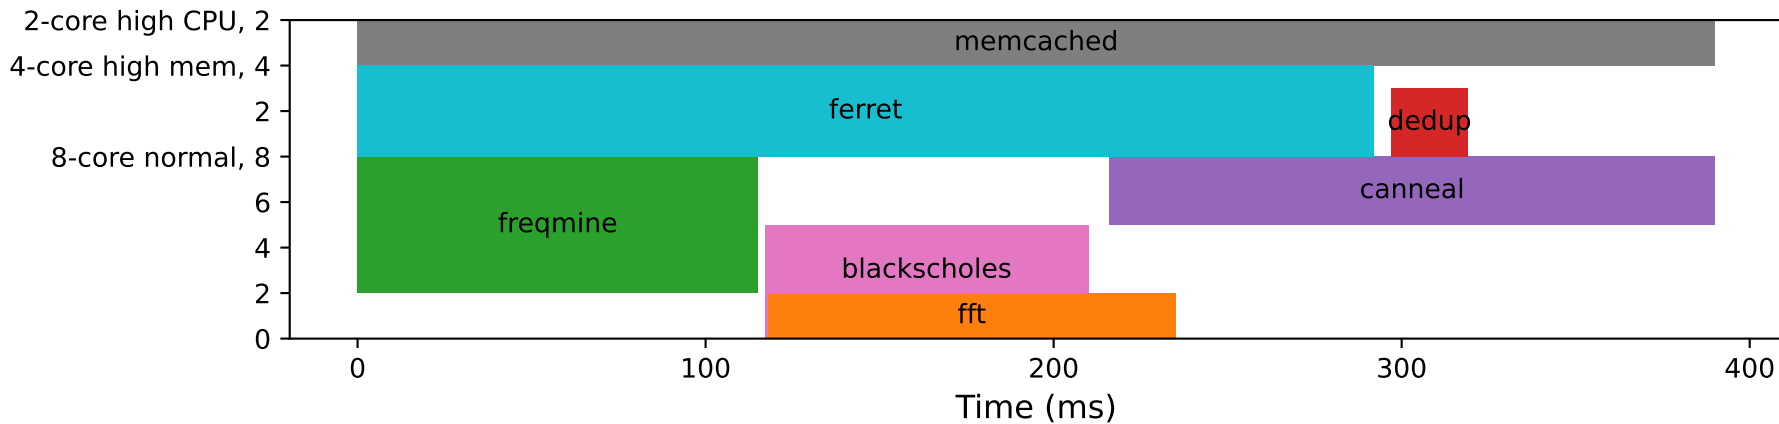 2-core high CPU, 2
memcached
4-core high mem, 4
ferret
2
dedup
8-core normal, 8
canneal
6
freqmine
4
blackscholes
2
fft
0
0 100 200 300 400
Time (ms)